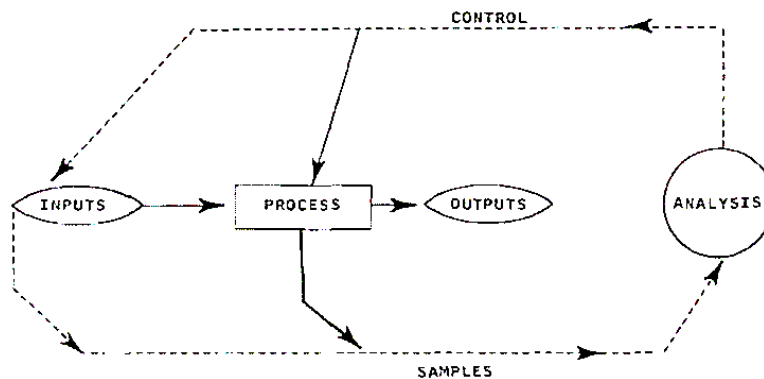 CONTROL
INPUTS
PROCESS
OUTPUTS
ANALYSIS
SAMPLES